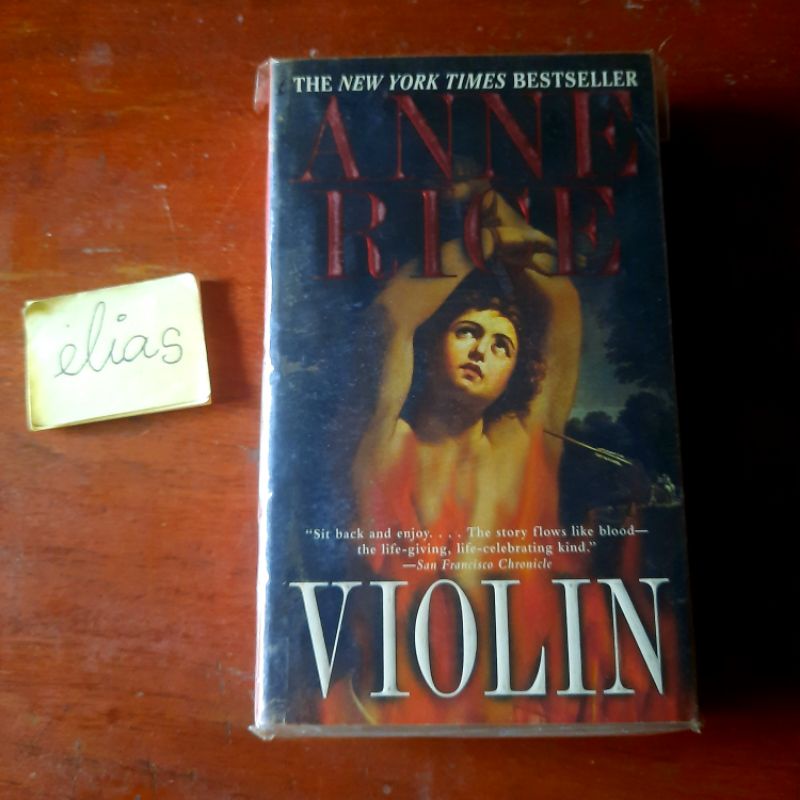 elias
THE NEW YORK TIMES BESTSELLER
ANNE
RICE
"Sit back and enjoy. . . . The story flows like blood—
the life-giving, life-celebrating kind."
—San Francisco Chronicle
VIOLIN